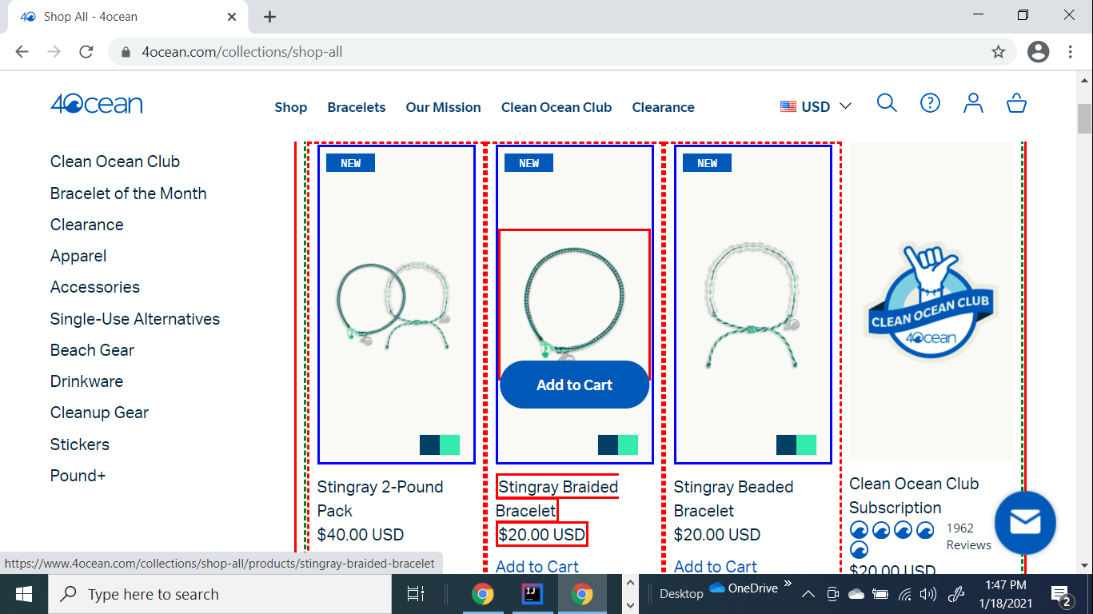 Shop All - 4ocean
4ocean.com/collections/shop-all
4Ocean
Shop Bracelets Our Mission Clean Ocean Club Clearance USD
Clean Ocean Club
Bracelet of the Month
Clearance
Apparel
Accessories
Single-Use Alternatives
Beach Gear
Drinkware
Cleanup Gear
Stickers
Pound+
NEW
Stingray 2-Pound
Pack
$40.00 USD
NEW
Add to Cart
Stingray Braided
Bracelet
$20.00 USD
Add to Cart
NEW
Stingray Beaded
Bracelet
$20.00 USD
Add to Cart
CLEAN OCEAN CLUB
4ocean
Clean Ocean Club
Subscription
1962
Reviews
$20.00 USD
https://www.4ocean.com/collections/shop-all/products/stingray-braided-bracelet
Type here to search
IJ
Desktop
OneDrive
1:47 PM
1/18/2021
2